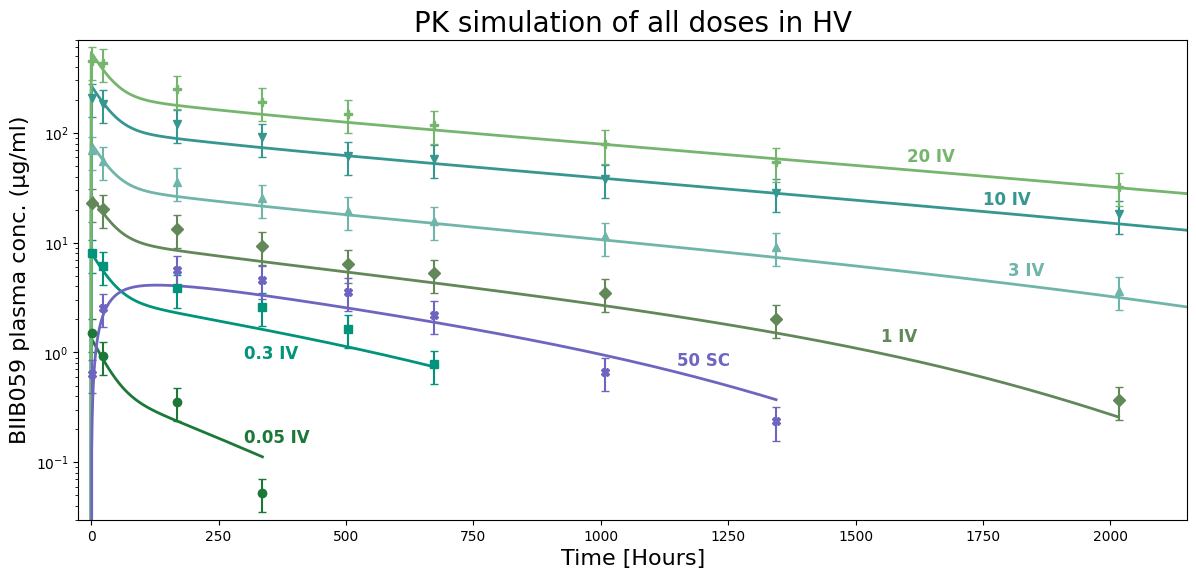 PK simulation of all doses in HV
BIIB059 plasma conc. (µg/ml)
10²
10¹
10⁰
10⁻¹
20 IV
10 IV
3 IV
1 IV
50 SC
0.3 IV
0.05 IV
0 250 500 750 1000 1250 1500 1750 2000
Time [Hours]